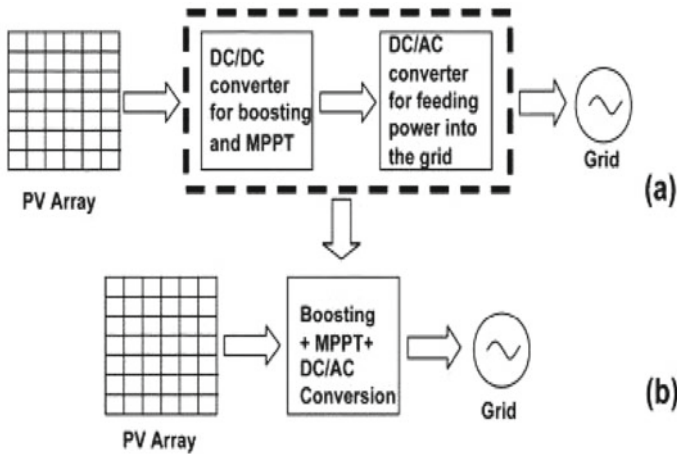 DC/DC
converter
for boosting
and MPPT
DC/AC
converter
for feeding
power into
the grid
PV Array
Grid
(a)
Boosting
+ MPPT+
DC/AC
Conversion
PV Array
Grid
(b)